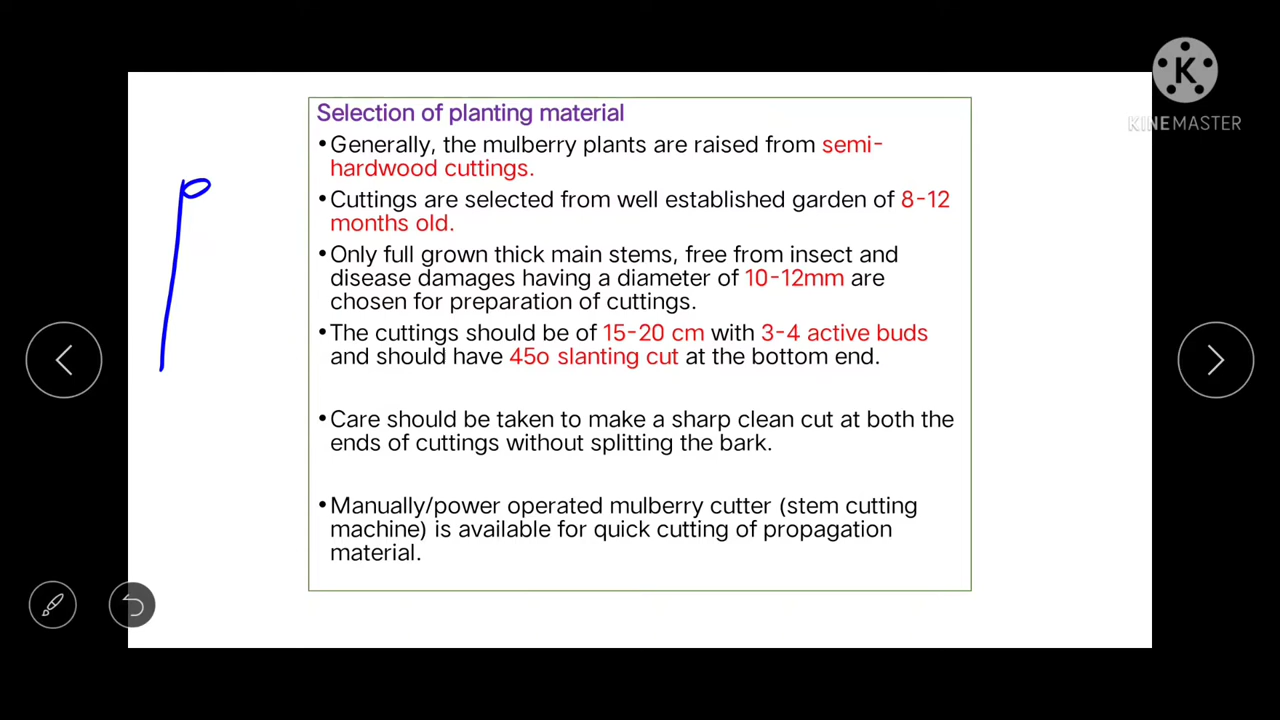 Selection of planting material
•Generally, the mulberry plants are raised from semi-
hardwood cuttings.
•Cuttings are selected from well established garden of 8-12
months old.
•Only full grown thick main stems, free from insect and
disease damages having a diameter of 10-12mm are
chosen for preparation of cuttings.
•The cuttings should be of 15-20 cm with 3-4 active buds
and should have 45o slanting cut at the bottom end.
•Care should be taken to make a sharp clean cut at both the
ends of cuttings without splitting the bark.
•Manually/power operated mulberry cutter (stem cutting
machine) is available for quick cutting of propagation
material.
K
KINEMASTER